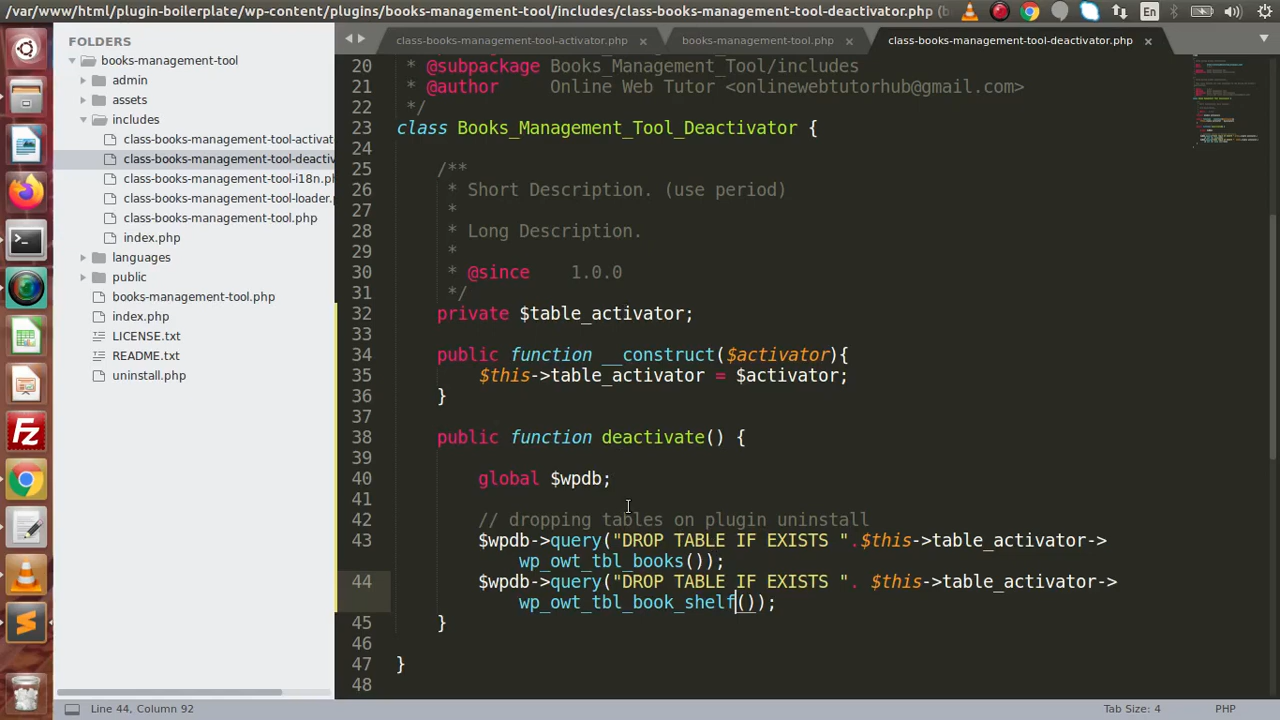 /var/www/html/plugin-boilerplate/wp-content/plugins/books-management-tool/includes/class-books-management-tool-deactivator.php (b
En
FOLDERS
books-management-tool
admin
assets
includes
class-books-management-tool-activat
class-books-management-tool-deactiv
class-books-management-tool-i18n.ph
class-books-management-tool-loader.p
class-books-management-tool.php
index.php
languages
public
books-management-tool.php
index.php
LICENSE.txt
README.txt
uninstall.php
class-books-management-tool-activator.php
books-management-tool.php
class-books-management-tool-deactivator.php
20 * @subpackage Books_Management_Tool/includes
21 * @author Online Web Tutor <onlinewebtutorhub@gmail.com>
22 */
23 class Books_Management_Tool_Deactivator {
24
25 /**
26 * Short Description. (use period)
27 *
28 * Long Description.
29 *
30 * @since 1.0.0
31 */
32 private $table_activator;
33
34 public function __construct($activator){
35 $this->table_activator = $activator;
36 }
37
38 public function deactivate() {
39
40 global $wpdb;
41
42 // dropping tables on plugin uninstall
43 $wpdb->query("DROP TABLE IF EXISTS ".$this->table_activator->
wp_owt_tbl_books());
44 $wpdb->query("DROP TABLE IF EXISTS ". $this->table_activator->
wp_owt_tbl_book_shelf());
45 }
46
47 }
48
Line 44, Column 92
Tab Size: 4
PHP